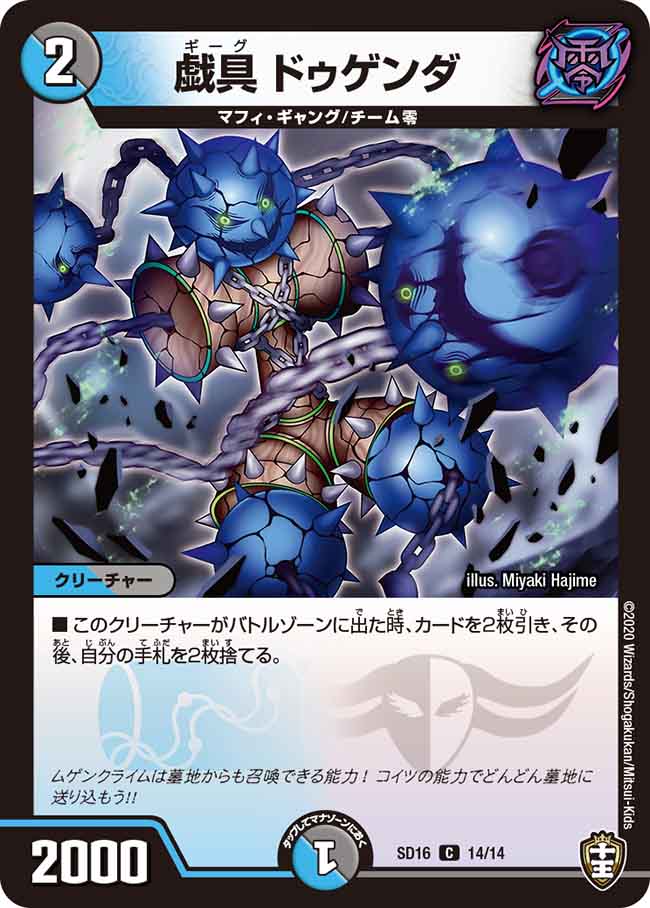 2
ギーグ
戯具 ドゥゲンダ
零
マフィ・ギャング/チーム零
クリーチャー
illus. Miyaki Hajime
■このクリーチャーがバトルゾーンに出た時、カードを2枚引き、その
後、自分の手札を2枚捨てる。
ムゲンクライムは墓地からも召喚できる能力！コイツの能力でどんどん墓地に
送り込もう!!
©2020 Wizards/Shogakukan/Mitsui-Kids
2000
タップしてマナゾーンにおく
1
SD16 C 14/14
十王